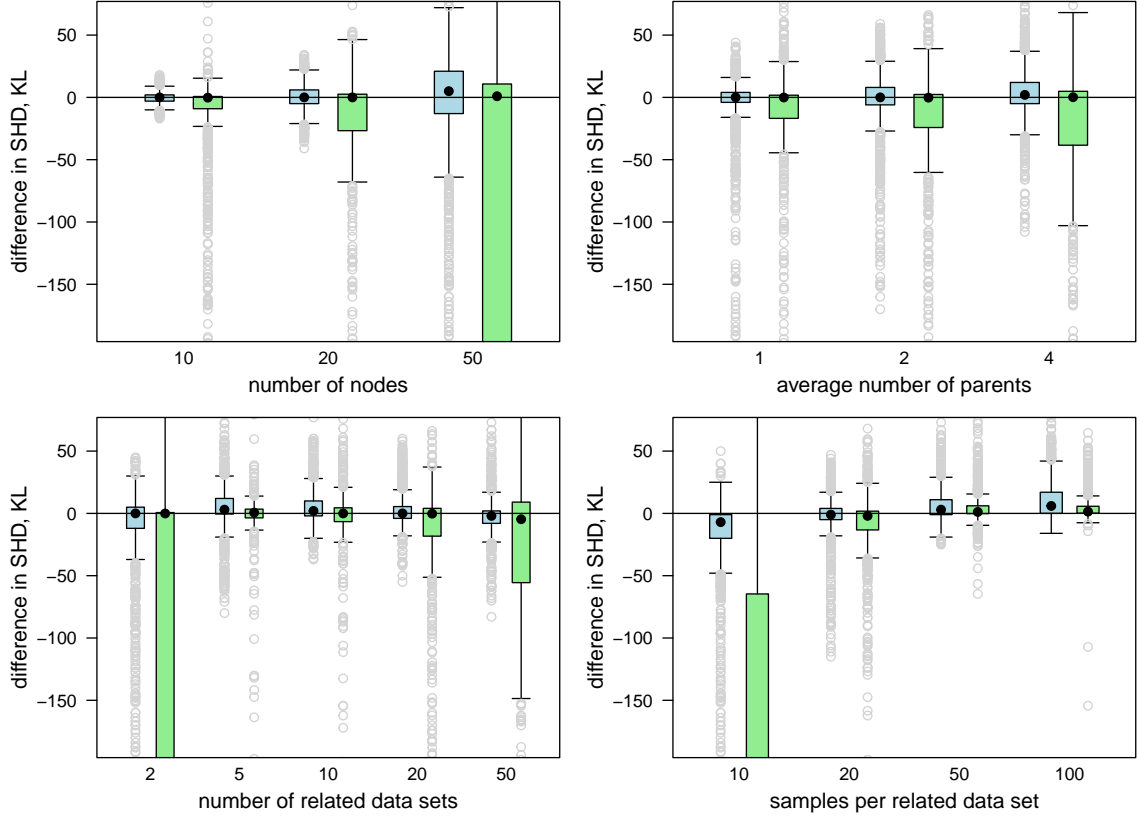 difference in SHD, KL
50
0
−50
−100
−150
10 20 50
number of nodes
difference in SHD, KL
50
0
−50
−100
−150
1 2 4
average number of parents
difference in SHD, KL
50
0
−50
−100
−150
2 5 10 20 50
number of related data sets
difference in SHD, KL
50
0
−50
−100
−150
10 20 50 100
samples per related data set